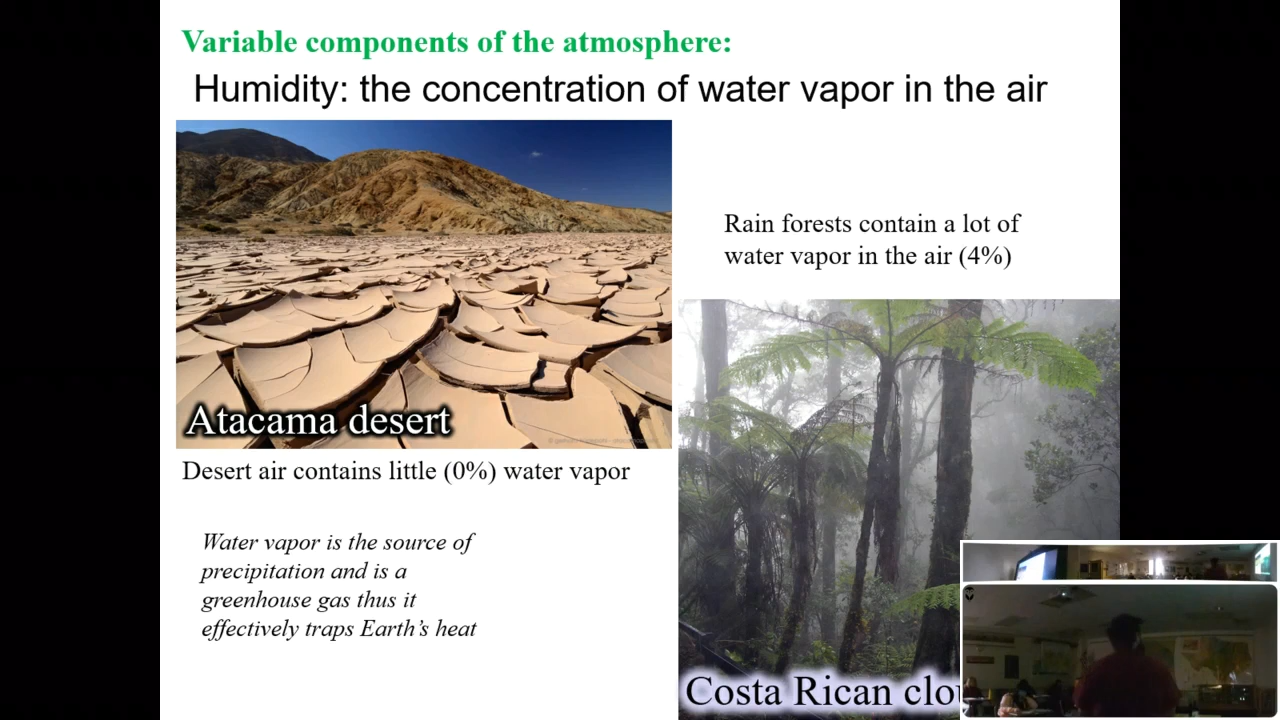 Variable components of the atmosphere:
Humidity: the concentration of water vapor in the air
Rain forests contain a lot of
water vapor in the air (4%)
Atacama desert
Desert air contains little (0%) water vapor
Water vapor is the source of
precipitation and is a
greenhouse gas thus it
effectively traps Earth's heat
Costa Rican